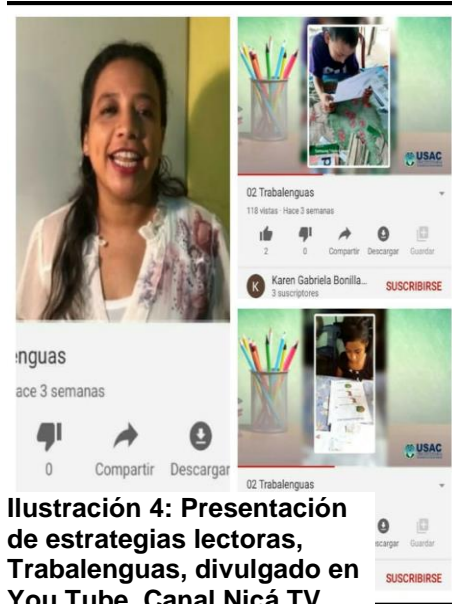 enguas
ace 3 semanas
0 Compartir Descargar
USAC
02 Trabalenguas
118 vistas · Hace 3 semanas
2 0 Compartir Descargar Guardar
K Karen Gabriela Bonilla... SUSCRIBIRSE
3 suscriptores
USAC
02 Trabalenguas
scargar Guardar
SUSCRIBIRSE
Ilustración 4: Presentación
de estrategias lectoras,
Trabalenguas, divulgado en
You Tube, Canal Nicá TV